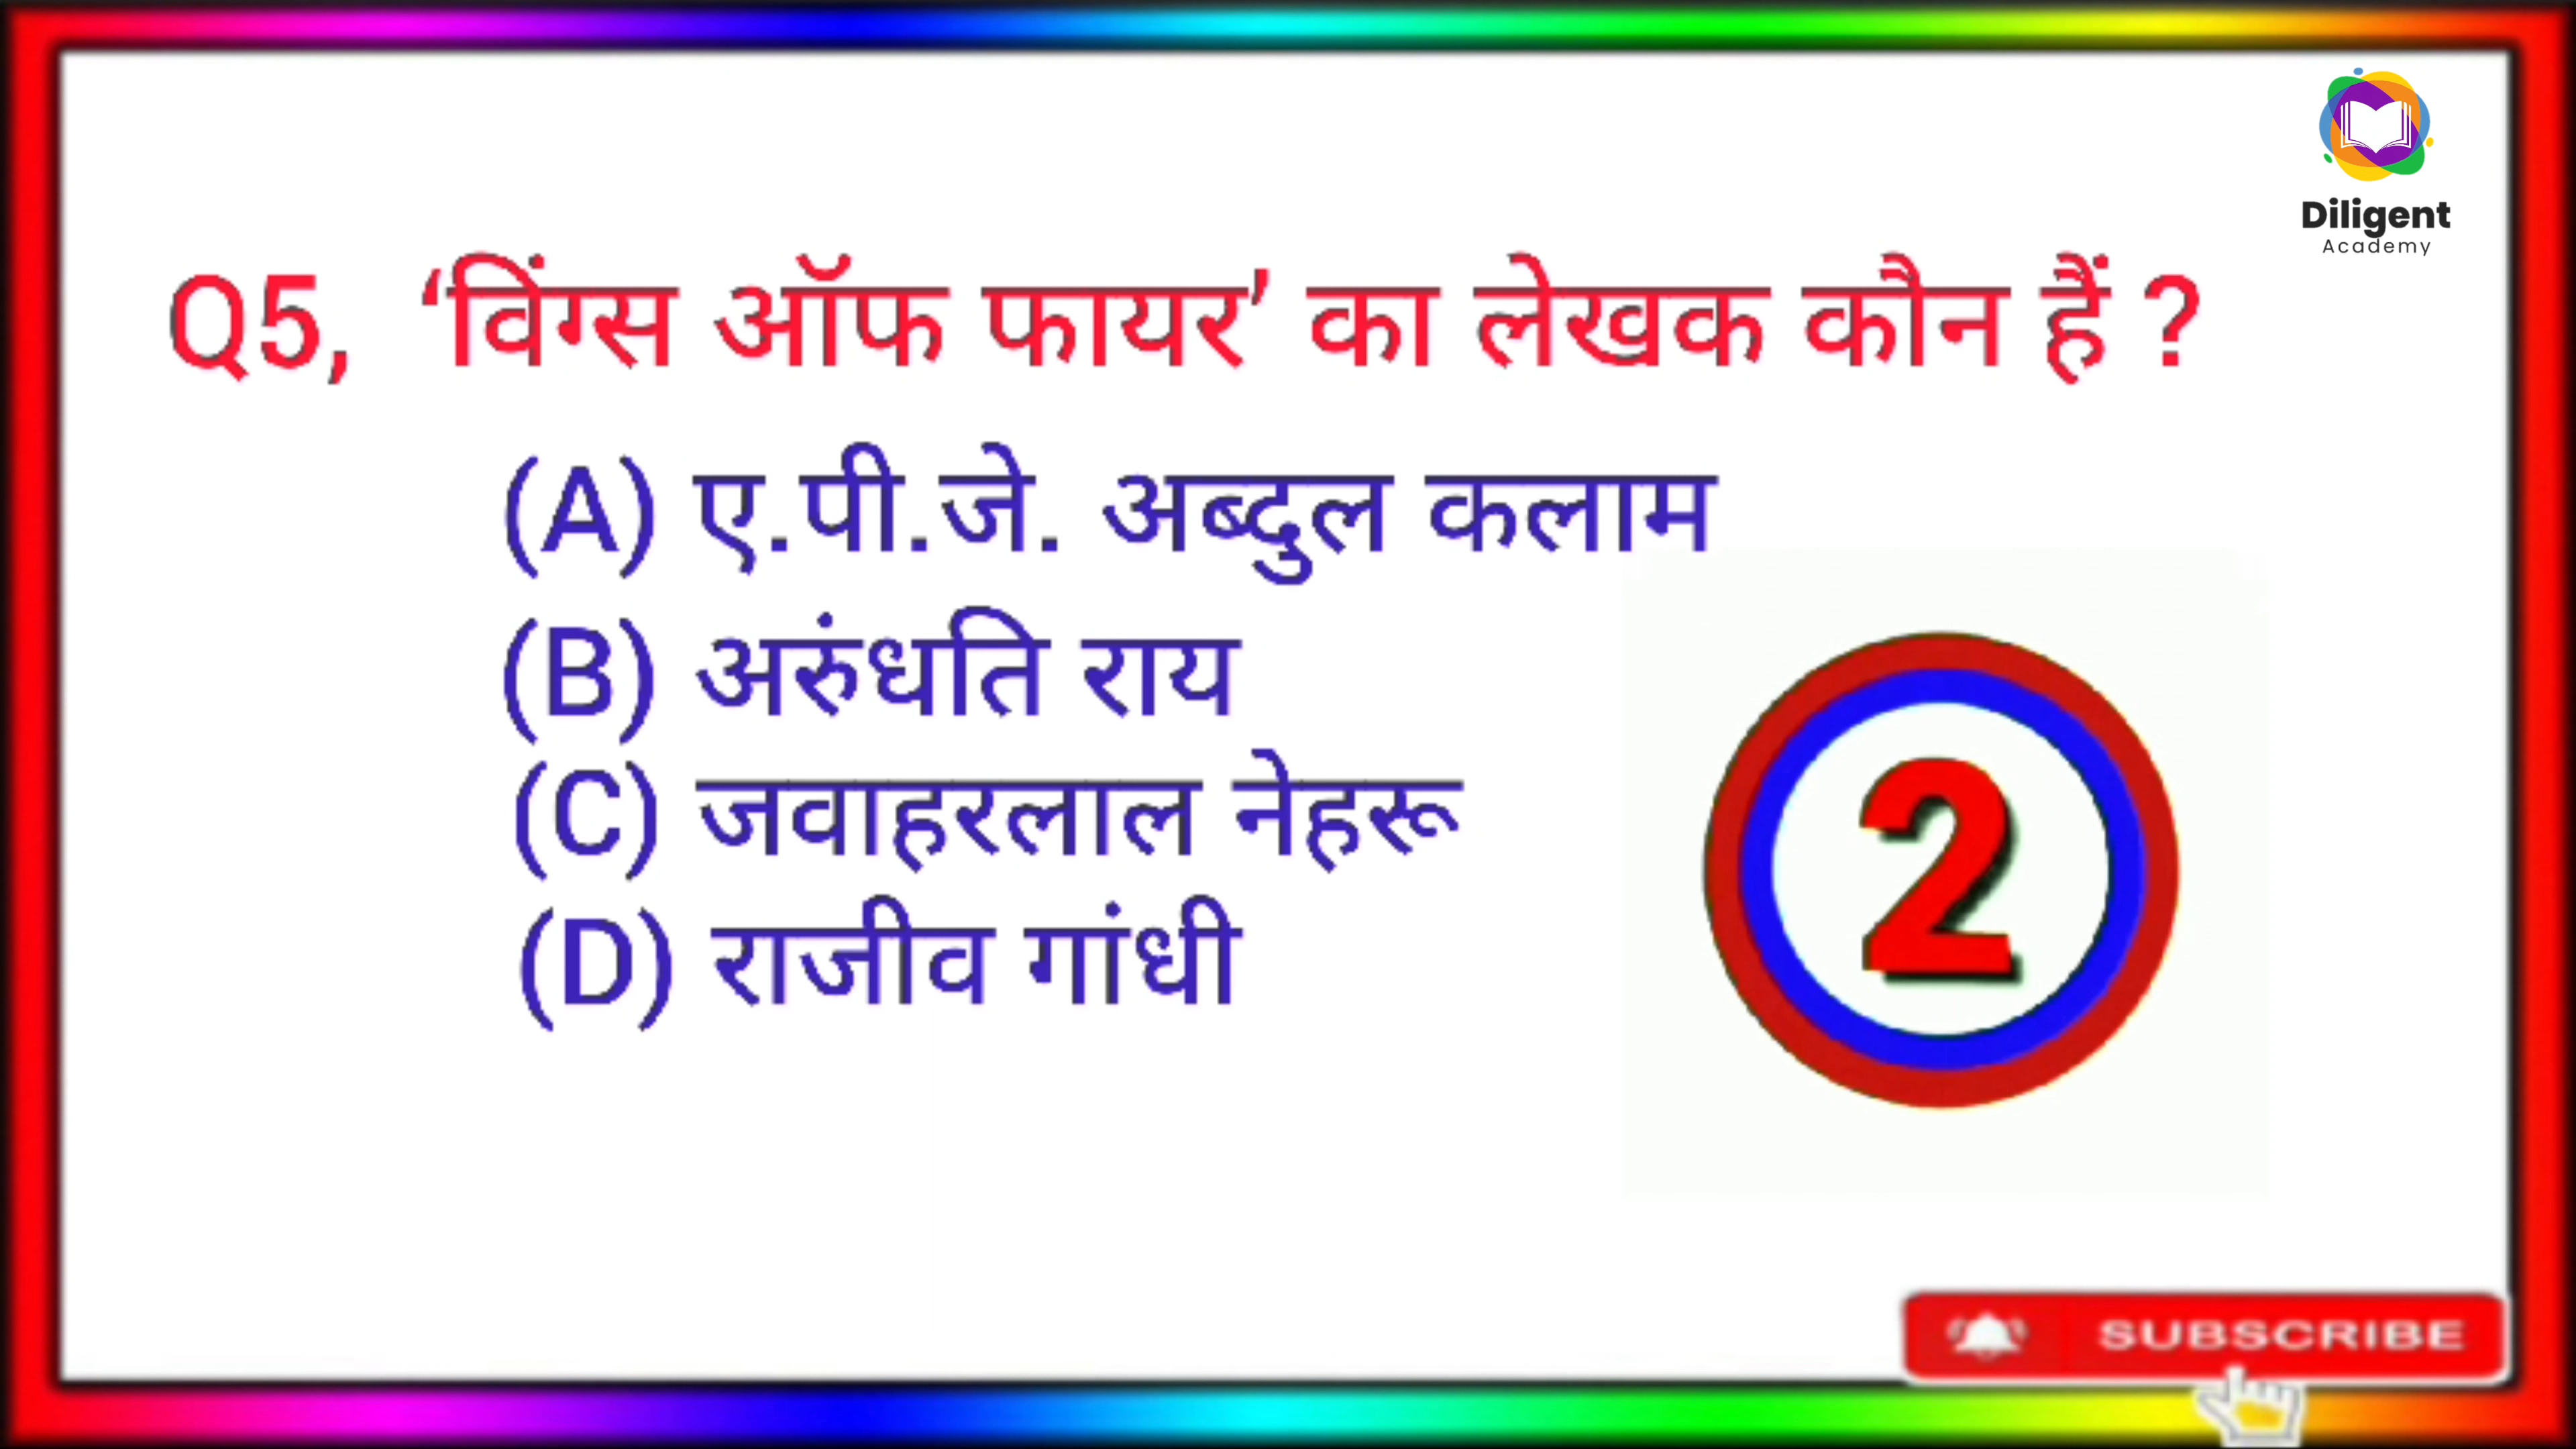 Diligent
Academy
Q5, ‘विंग्स ऑफ फायर’ का लेखक कौन हैं ?
(A) ए.पी.जे. अब्दुल कलाम
(B) अरुंधति राय
(C) जवाहरलाल नेहरू
(D) राजीव गांधी
2
SUBSCRIBE